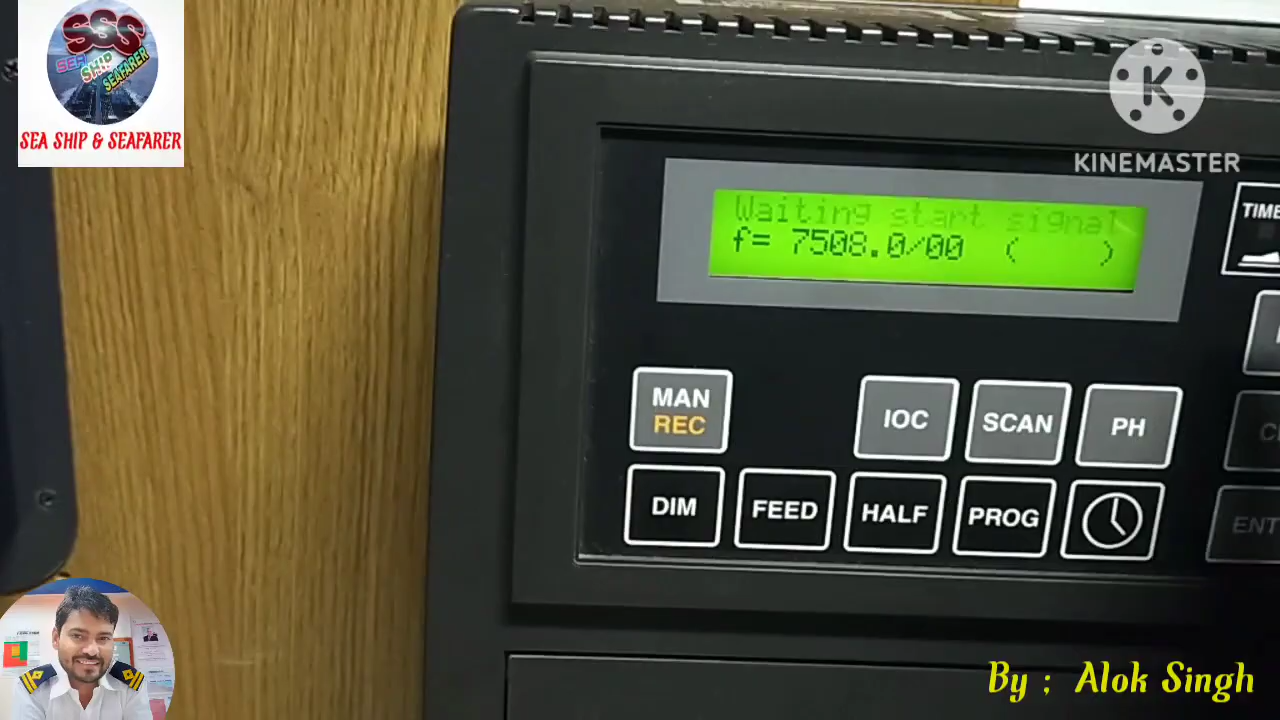 SSS
SEA
SHIP
SEAFARER
SEA SHIP & SEAFARER
K
KINEMASTER
Waiting start signal
f= 7508.0/00 ( )
TIME
MAN
REC
IOC
SCAN
PH
DIM
FEED
HALF
PROG
ENT
By ; Alok Singh